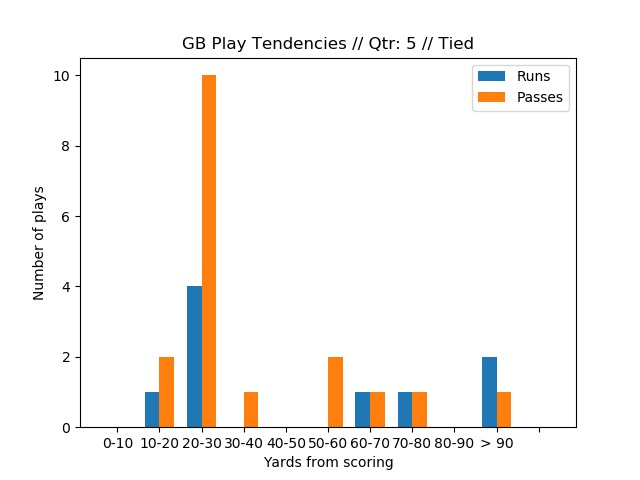 GB Play Tendencies // Qtr: 5 // Tied
Runs
Passes
Number of plays
10
8
6
4
2
0
0-10 10-20 20-30 30-40 40-50 50-60 60-70 70-80 80-90 > 90
Yards from scoring